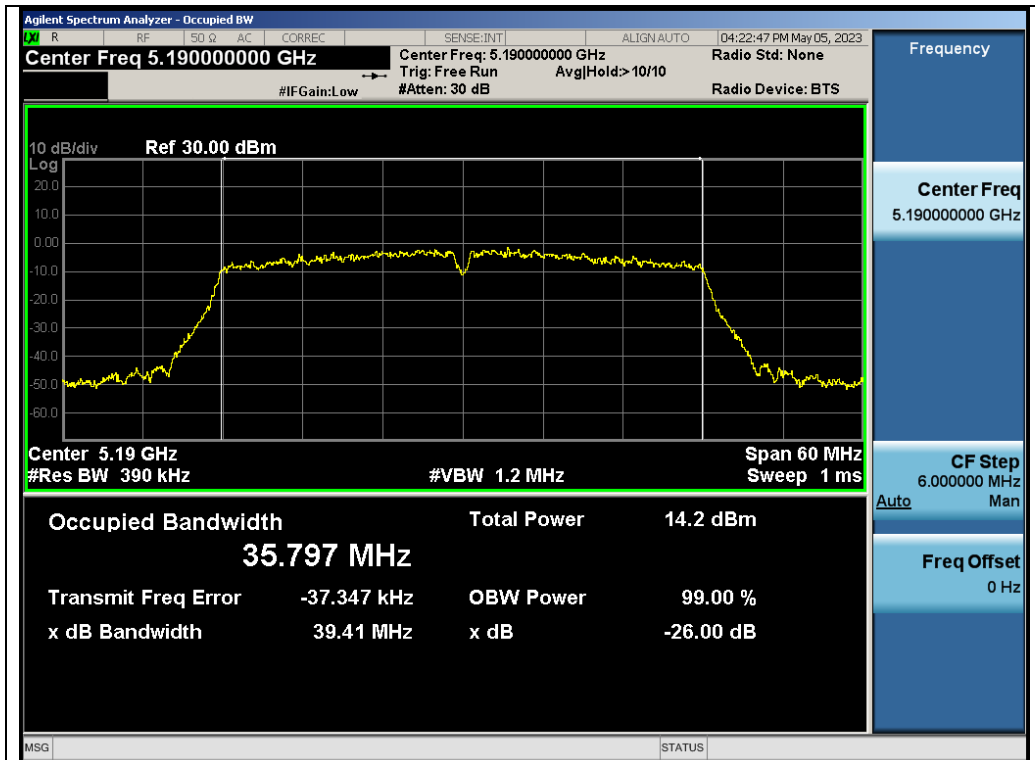 Agilent Spectrum Analyzer - Occupied BW
LXI R RF 50 Ω AC CORREC SENSE:INT ALIGN AUTO 04:22:47 PM May 05, 2023
Center Freq 5.190000000 GHz
Center Freq: 5.190000000 GHz Radio Std: None
Trig: Free Run Avg|Hold:> 10/10
#IFGain:Low #Atten: 30 dB Radio Device: BTS
10 dB/div Ref 30.00 dBm
Log
20.0
10.0
0.00
-10.0
-20.0
-30.0
-40.0
-50.0
-60.0
Center 5.19 GHz Span 60 MHz
#Res BW 390 kHz #VBW 1.2 MHz Sweep 1 ms
Occupied Bandwidth Total Power 14.2 dBm
35.797 MHz
Transmit Freq Error -37.347 kHz OBW Power 99.00 %
x dB Bandwidth 39.41 MHz x dB -26.00 dB
MSG STATUS
Frequency
Center Freq
5.190000000 GHz
CF Step
6.000000 MHz
Auto Man
Freq Offset
0 Hz